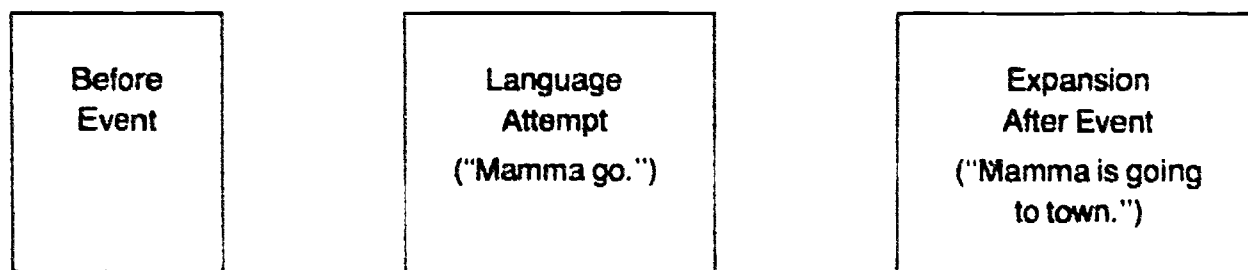 Before
Event
Language
Attempt
("Mamma go.")
Expansion
After Event
("Mamma is going
to town.")